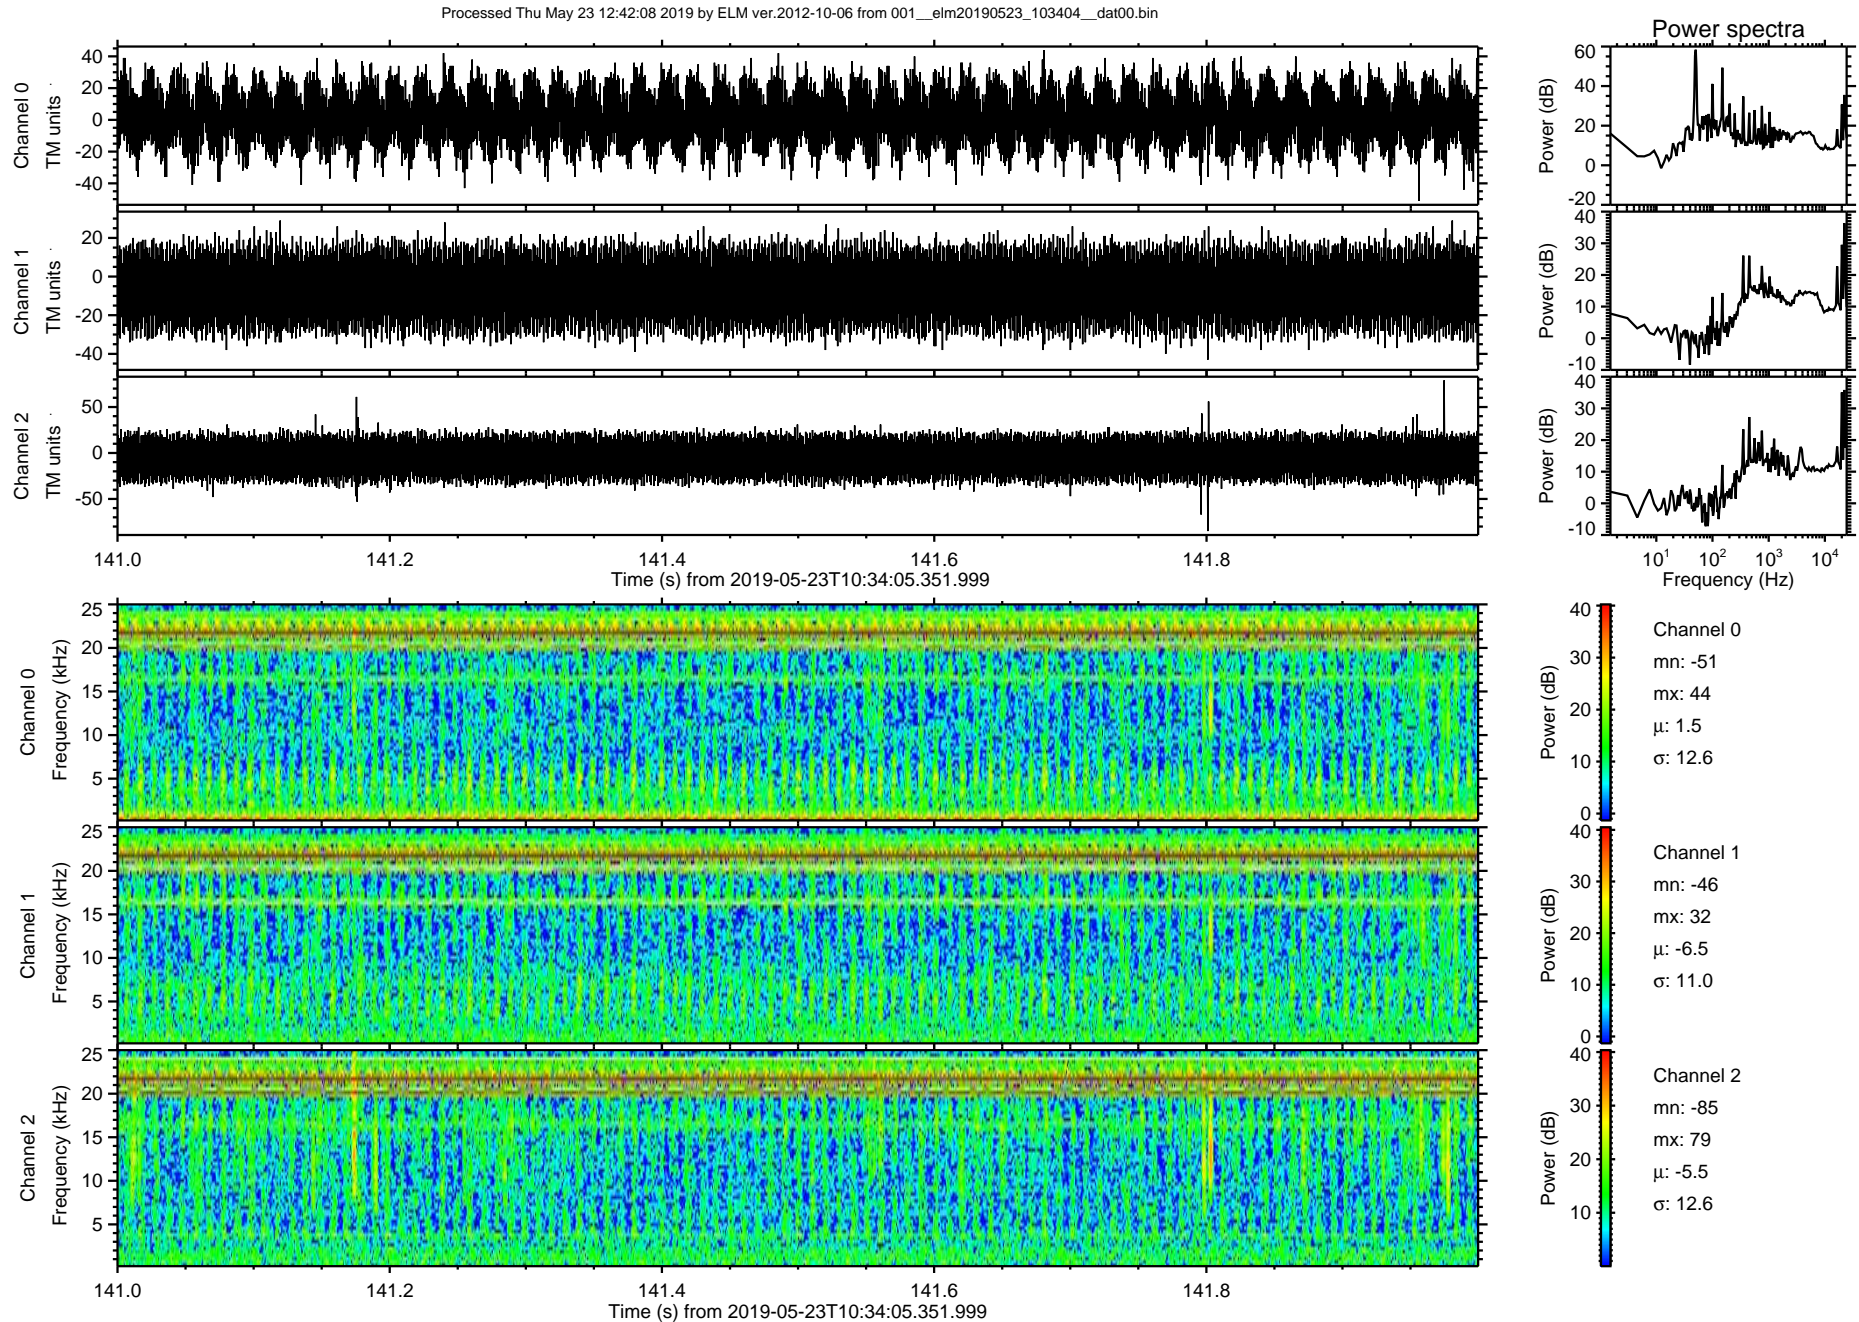 Processed Thu May 23 12:42:08 2019 by ELM ver.2012-10-06 from 001__elm20190523_103404__dat00.bin
Power spectra
Channel 0
TM units
40
20
0
-20
-40
Power (dB)
60
40
20
0
-20
Channel 1
TM units
20
0
-20
-40
Power (dB)
40
30
20
10
0
-10
Channel 2
TM units
50
0
-50
Power (dB)
40
30
20
10
0
-10
141.0 141.2 141.4 141.6 141.8
Time (s) from 2019-05-23T10:34:05.351.999
10^1 10^2 10^3 10^4
Frequency (Hz)
Channel 0
Frequency (kHz)
25
20
15
10
5
Power (dB)
40
30
20
10
0
Channel 0
mn: -51
mx: 44
μ: 1.5
σ: 12.6
Channel 1
Frequency (kHz)
25
20
15
10
5
Power (dB)
40
30
20
10
0
Channel 1
mn: -46
mx: 32
μ: -6.5
σ: 11.0
Channel 2
Frequency (kHz)
25
20
15
10
5
Power (dB)
40
30
20
10
Channel 2
mn: -85
mx: 79
μ: -5.5
σ: 12.6
141.0 141.2 141.4 141.6 141.8
Time (s) from 2019-05-23T10:34:05.351.999